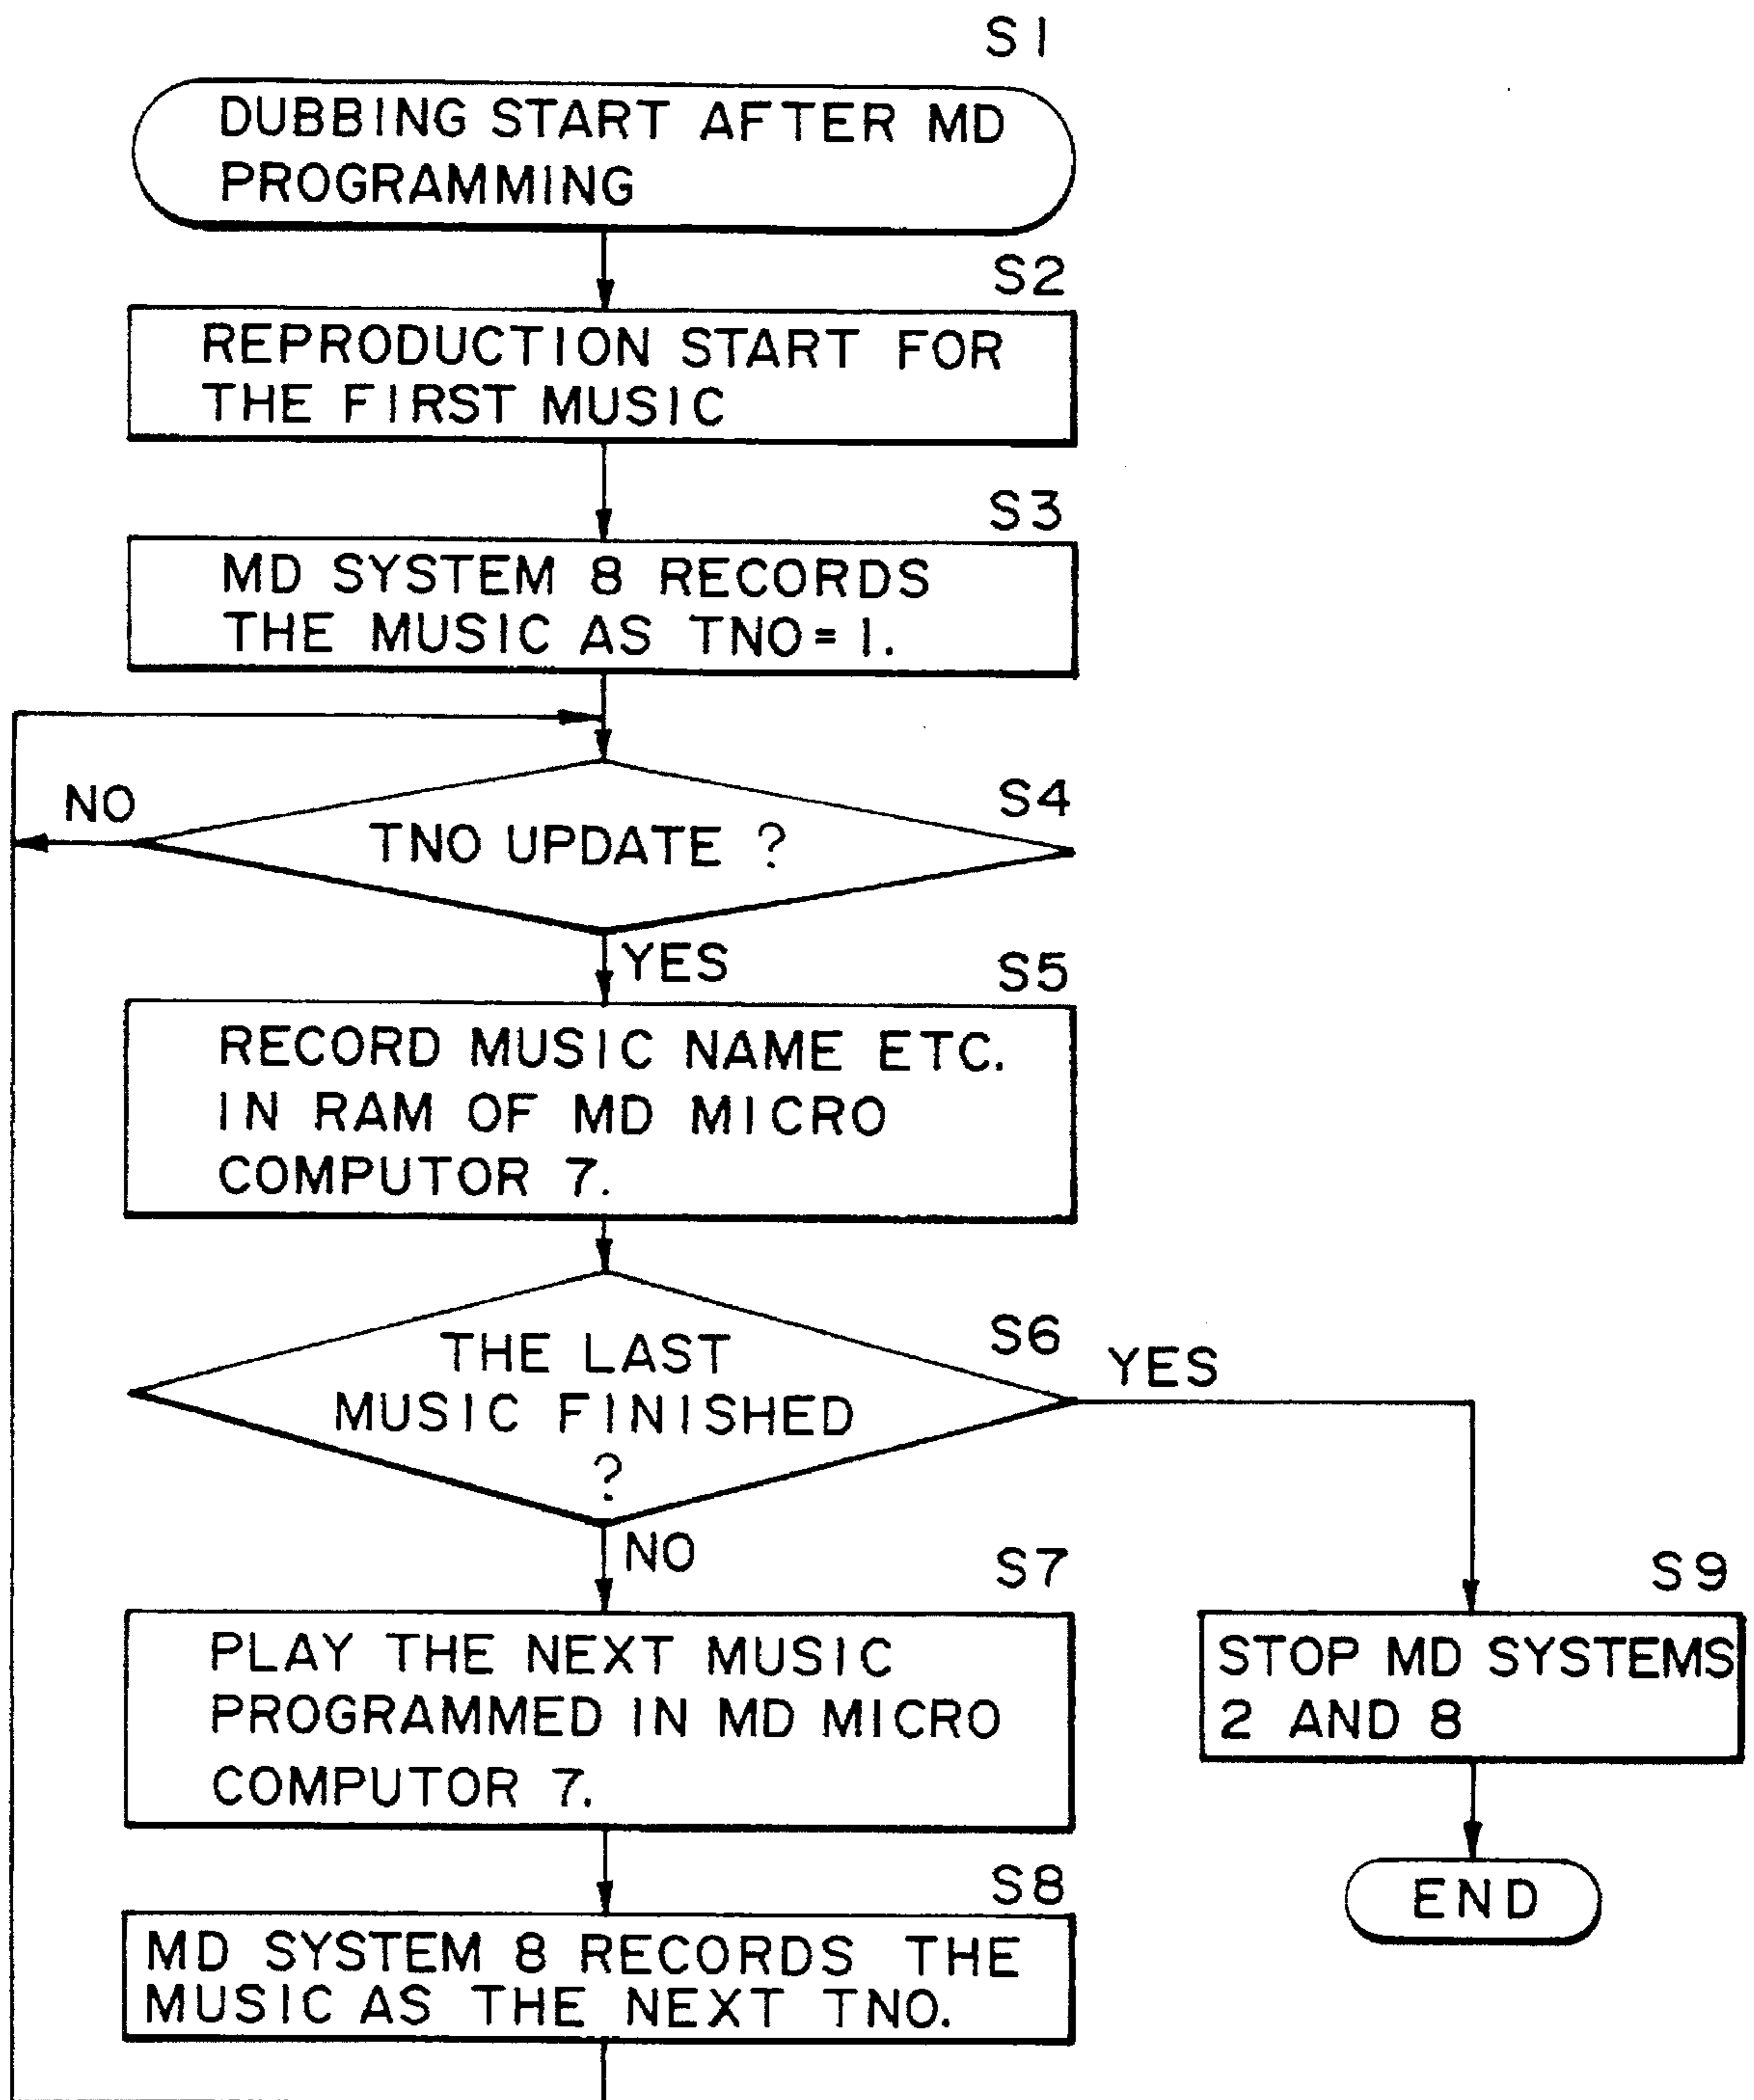 S1
DUBBING START AFTER MD
PROGRAMMING
S2
REPRODUCTION START FOR
THE FIRST MUSIC
S3
MD SYSTEM 8 RECORDS
THE MUSIC AS TNO=1.
S4
NO
TNO UPDATE ?
YES
S5
RECORD MUSIC NAME ETC.
IN RAM OF MD MICRO
COMPUTOR 7.
S6
THE LAST
MUSIC FINISHED
?
YES
NO
S7
PLAY THE NEXT MUSIC
PROGRAMMED IN MD MICRO
COMPUTOR 7.
S9
STOP MD SYSTEMS
2 AND 8
S8
MD SYSTEM 8 RECORDS THE
MUSIC AS THE NEXT TNO.
END